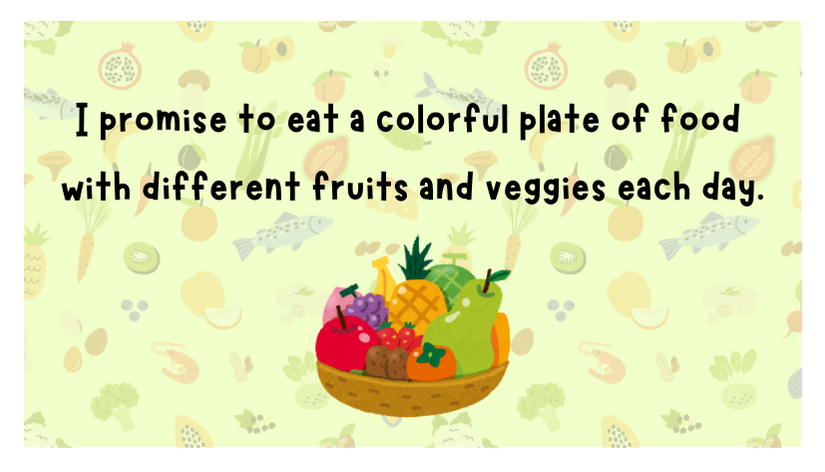 I promise to eat a colorful plate of food
with different fruits and veggies each day.